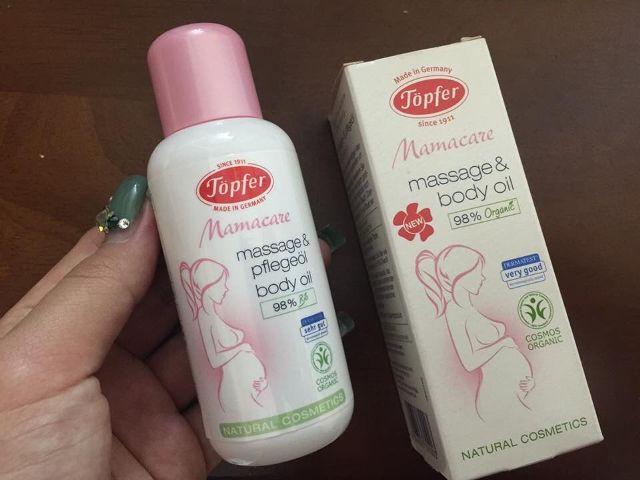 SINCE 1911
Töpfer
MADE IN GERMANY
Mamacare
massage &
pflegeöl
body oil
98% Bio
DERMATEST
sehr gut
COSMOS
ORGANIC
NATURAL COSMETICS
Made in Germany
Töpfer
since 1911
Mamacare
massage &
body oil
NEW
98% Organic
DERMATEST
very good
COSMOS
ORGANIC
NATURAL COSMETICS